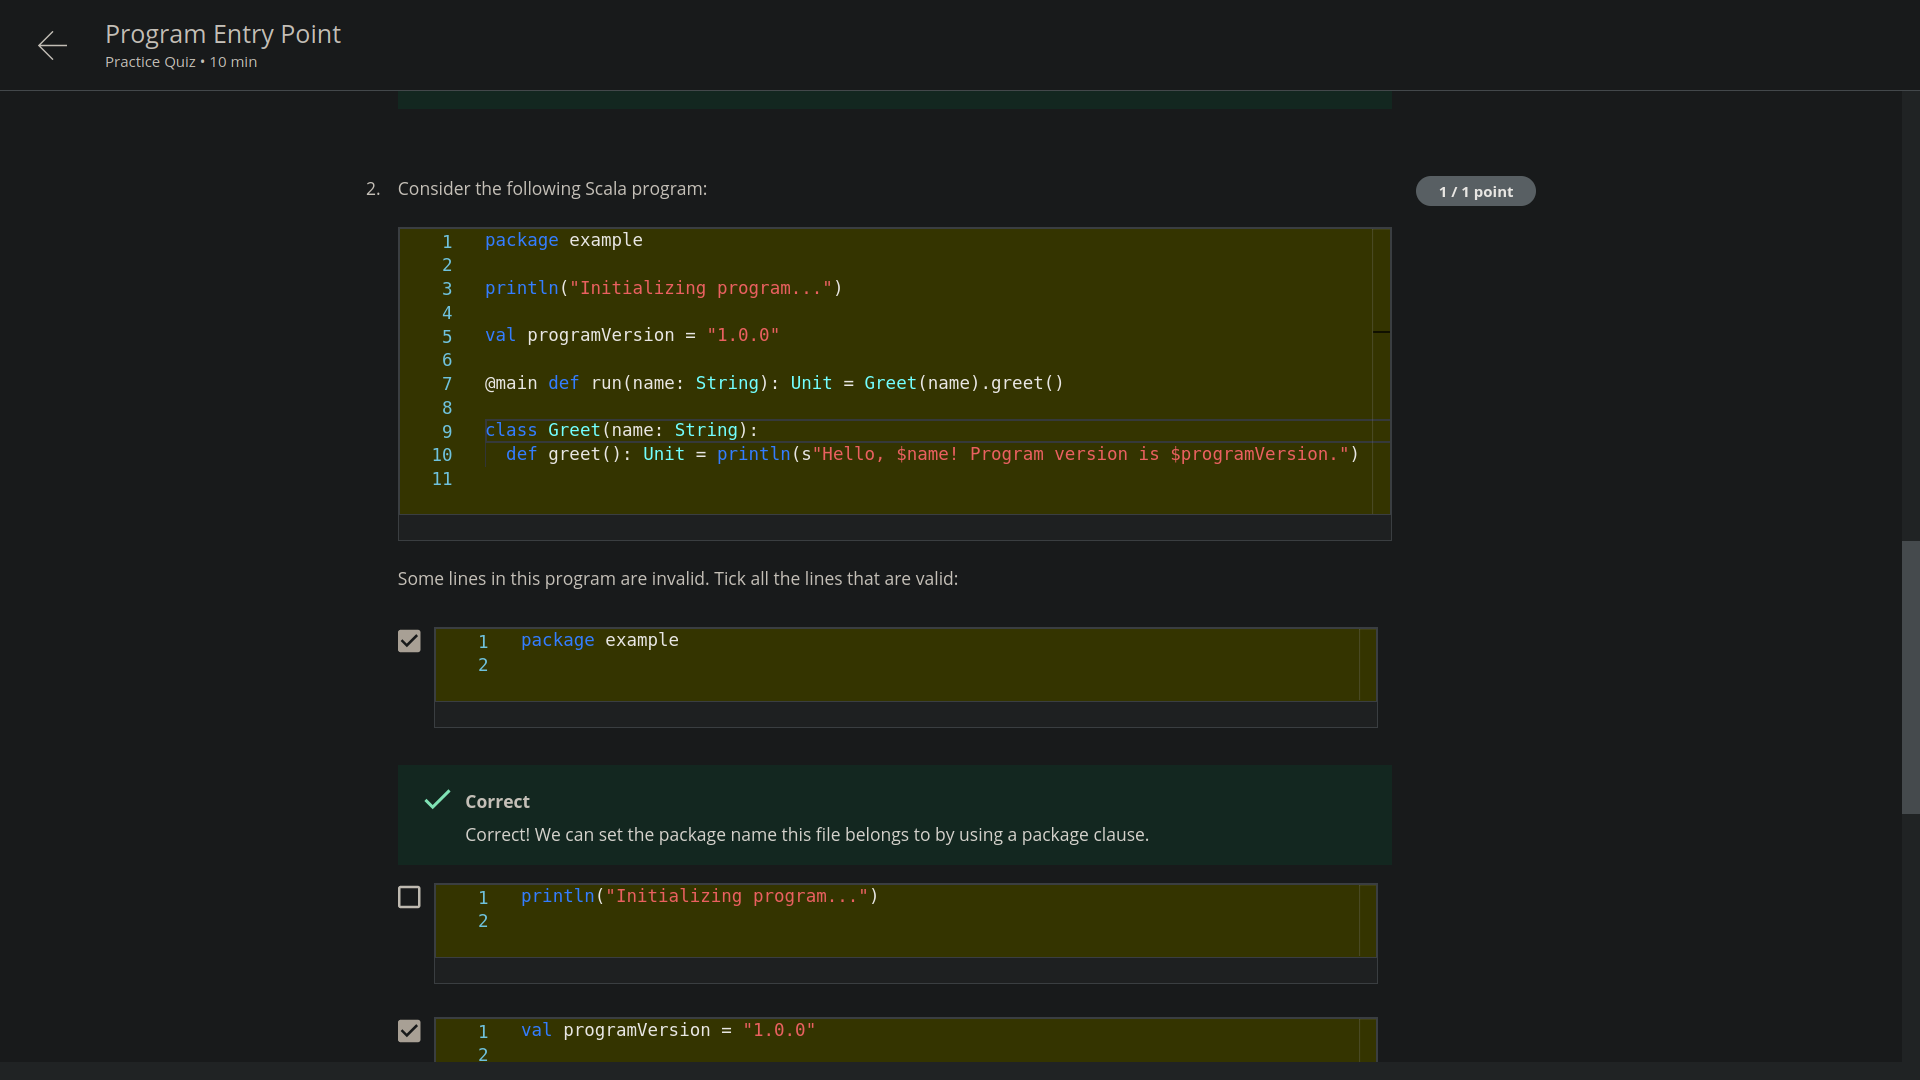 Program Entry Point
Practice Quiz • 10 min
2. Consider the following Scala program:
1 / 1 point
1 package example
2
3 println("Initializing program...")
4
5 val programVersion = "1.0.0"
6
7 @main def run(name: String): Unit = Greet(name).greet()
8
9 class Greet(name: String):
10 def greet(): Unit = println(s"Hello, $name! Program version is $programVersion.")
11
Some lines in this program are invalid. Tick all the lines that are valid:
1 package example
2
Correct
Correct! We can set the package name this file belongs to by using a package clause.
1 println("Initializing program...")
2
1 val programVersion = "1.0.0"
2